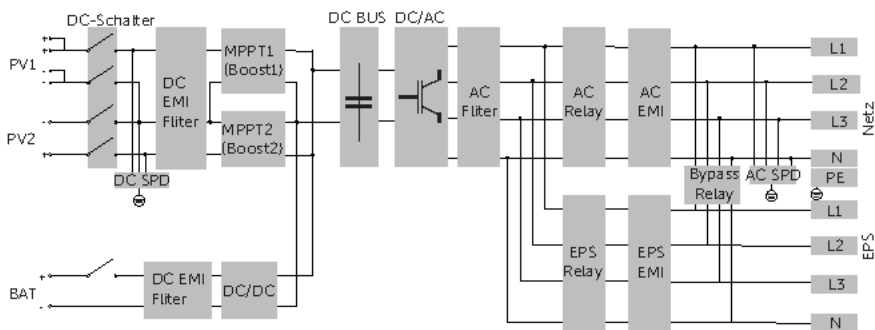 DC-Schalter
DC BUS
DC/AC
PV1
+
+
-
-
PV2
-
+
DC
EMI
Fliter
MPPT1
(Boost1)
MPPT2
(Boost2)
DC SPD
AC
Fliter
AC
Relay
AC
EMI
L1
L2
L3
N
PE
Netz
Bypass
Relay
AC SPD
EPS
Relay
EPS
EMI
L1
L2
L3
N
EPS
BAT
+
-
DC EMI
Fliter
DC/DC